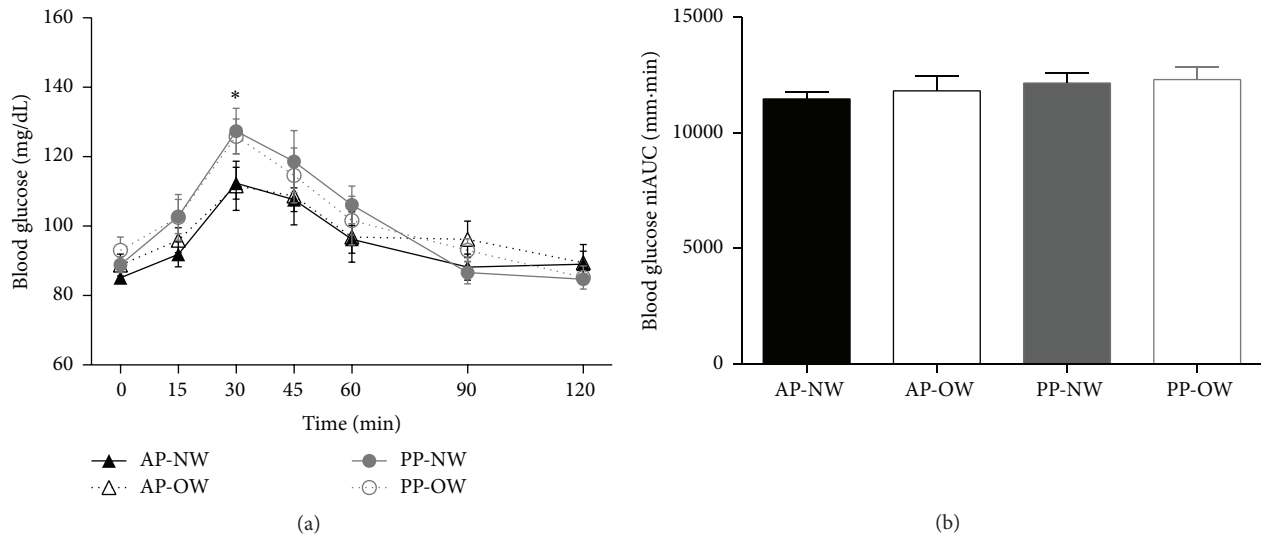 160
140
120
100
80
60
Blood glucose (mg/dL)
*
0 15 30 45 60 90 120
Time (min)
AP-NW PP-NW
AP-OW PP-OW
(a)
15000
10000
5000
0
Blood glucose niAUC (mm·min)
AP-NW AP-OW PP-NW PP-OW
(b)